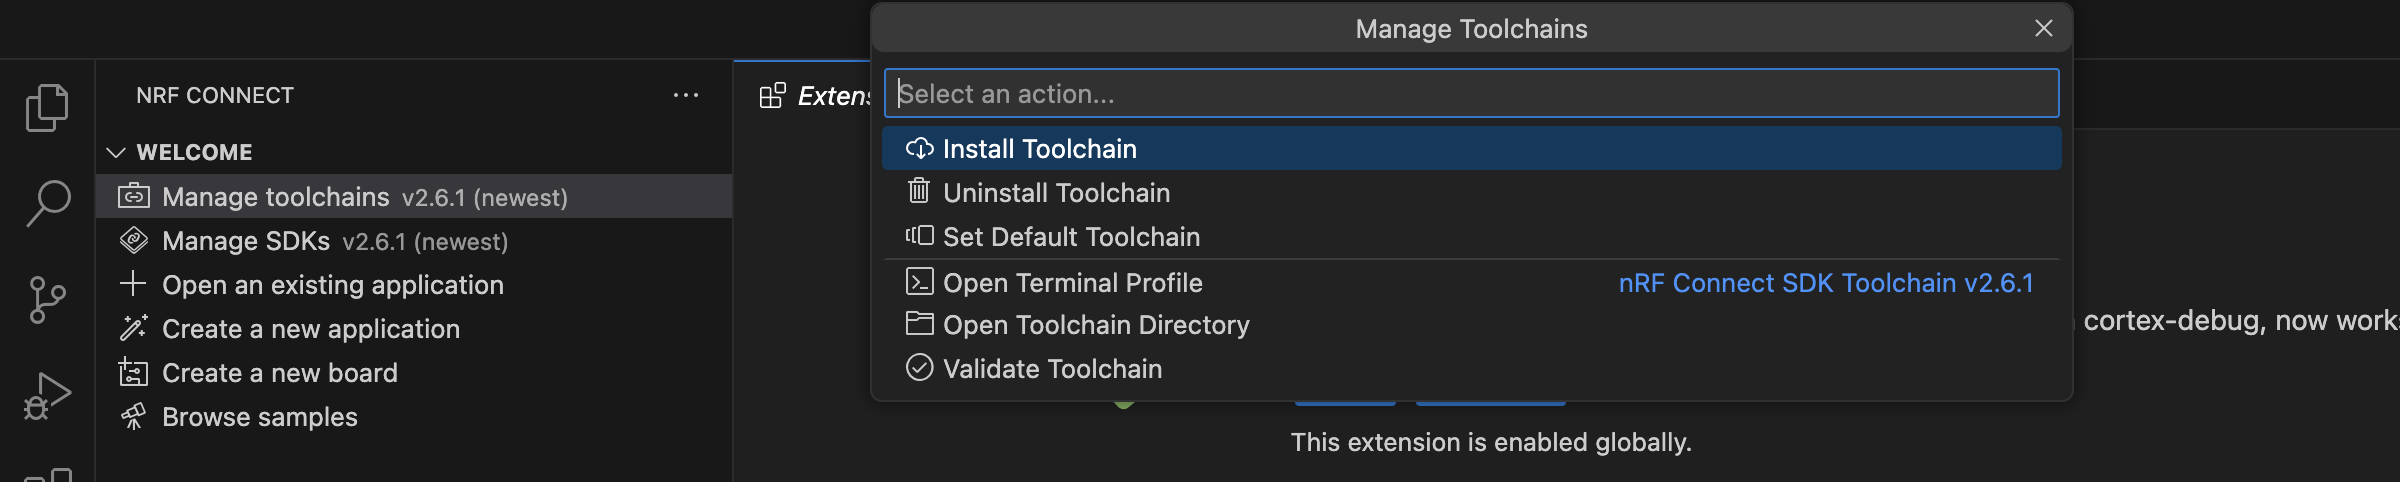 Manage Toolchains
Select an action...
Install Toolchain
Uninstall Toolchain
Set Default Toolchain
Open Terminal Profile nRF Connect SDK Toolchain v2.6.1
Open Toolchain Directory
Validate Toolchain
NRF CONNECT
WELCOME
Manage toolchains v2.6.1 (newest)
Manage SDKs v2.6.1 (newest)
Open an existing application
Create a new application
Create a new board
Browse samples
Extens
cortex-debug, now works
This extension is enabled globally.